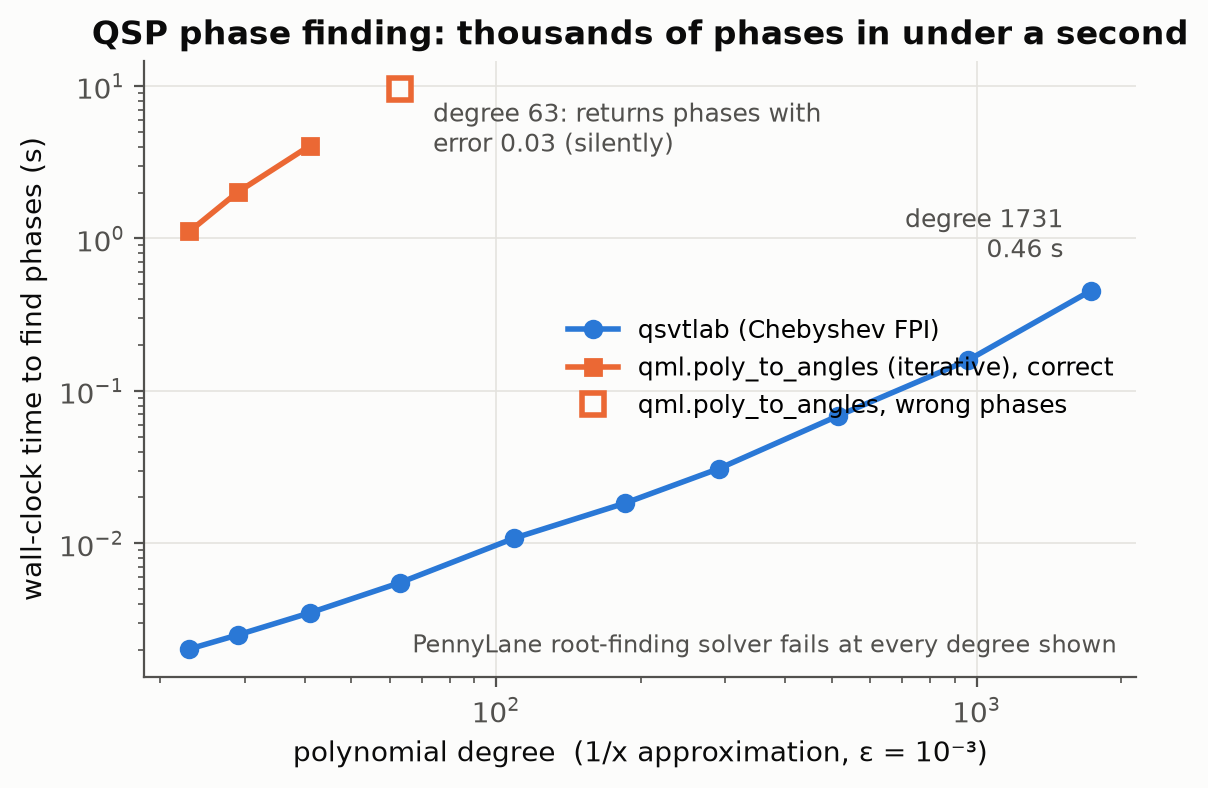 QSP phase finding: thousands of phases in under a second
wall-clock time to find phases (s)
10¹
10⁰
10⁻¹
10⁻²
degree 63: returns phases with
error 0.03 (silently)
degree 1731
0.46 s
qsvtlab (Chebyshev FPI)
qml.poly_to_angles (iterative), correct
qml.poly_to_angles, wrong phases
PennyLane root-finding solver fails at every degree shown
10²
10³
polynomial degree  (1/x approximation, ε = 10⁻³)